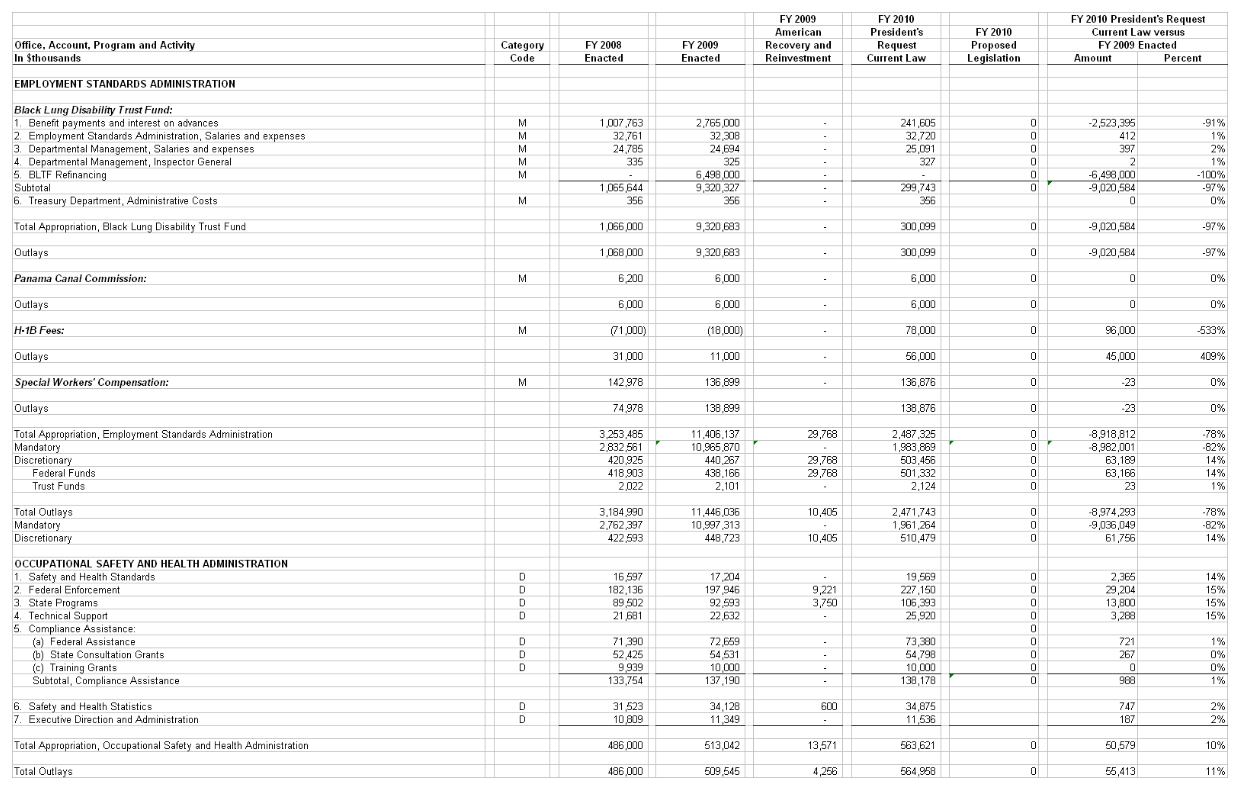 FY 2009 FY 2010 FY 2010 President's Request
American President's FY 2010 Current Law versus
Office, Account, Program and Activity Category FY 2008 FY 2009 Recovery and Request Proposed FY 2009 Enacted
In $thousands Code Enacted Enacted Reinvestment Current Law Legislation Amount Percent
EMPLOYMENT STANDARDS ADMINISTRATION
Black Lung Disability Trust Fund:
1. Benefit payments and interest on advances M 1,007,763 2,765,000 - 241,605 0 -2,523,395 -91%
2. Employment Standards Administration, Salaries and expenses M 32,761 32,308 - 32,720 0 412 1%
3. Departmental Management, Salaries and expenses M 24,785 24,694 - 25,091 0 397 2%
4. Departmental Management, Inspector General M 335 325 - 327 0 2 1%
5. BLTF Refinancing M - 6,498,000 - - 0 -6,498,000 -100%
Subtotal 1,065,644 9,320,327 - 299,743 0 -9,020,584 -97%
6. Treasury Department, Administrative Costs M 356 356 - 356 0 0%
Total Appropriation, Black Lung Disability Trust Fund 1,066,000 9,320,683 - 300,099 0 -9,020,584 -97%
Outlays 1,068,000 9,320,683 - 300,099 0 -9,020,584 -97%
Panama Canal Commission: M 6,200 6,000 - 6,000 0 0 0%
Outlays 6,000 6,000 - 6,000 0 0 0%
H-1B Fees: M (71,000) (18,000) - 78,000 0 96,000 -533%
Outlays 31,000 11,000 - 56,000 0 45,000 409%
Special Workers' Compensation: M 142,978 136,899 - 136,876 0 -23 0%
Outlays 74,978 138,899 138,876 0 -23 0%
Total Appropriation, Employment Standards Administration 3,253,485 11,406,137 29,768 2,487,325 0 -8,918,812 -78%
Mandatory 2,832,561 10,965,870 - 1,983,869 0 -8,982,001 -82%
Discretionary 420,925 440,267 29,768 503,456 0 63,189 14%
Federal Funds 418,903 438,166 29,768 501,332 0 63,166 14%
Trust Funds 2,022 2,101 - 2,124 0 23 1%
Total Outlays 3,184,990 11,446,036 10,405 2,471,743 0 -8,974,293 -78%
Mandatory 2,762,397 10,997,313 - 1,961,264 0 -9,036,049 -82%
Discretionary 422,593 448,723 10,405 510,479 0 61,756 14%
OCCUPATIONAL SAFETY AND HEALTH ADMINISTRATION
1. Safety and Health Standards D 16,597 17,204 - 19,569 0 2,365 14%
2. Federal Enforcement D 182,136 197,946 9,221 227,150 0 29,204 15%
3. State Programs D 89,502 92,593 3,750 106,393 0 13,800 15%
4. Technical Support D 21,681 22,632 - 25,920 0 3,288 15%
5. Compliance Assistance: 0
(a) Federal Assistance D 71,390 72,659 - 73,380 0 721 1%
(b) State Consultation Grants D 52,425 54,531 - 54,798 0 267 0%
(c) Training Grants D 9,939 10,000 - 10,000 0 0 0%
Subtotal, Compliance Assistance 133,754 137,190 - 138,178 0 988 1%
6. Safety and Health Statistics D 31,523 34,128 600 34,875 747 2%
7. Executive Direction and Administration D 10,809 11,349 - 11,536 187 2%
Total Appropriation, Occupational Safety and Health Administration 486,000 513,042 13,571 563,621 0 50,579 10%
Total Outlays 486,000 509,545 4,256 564,958 0 55,413 11%